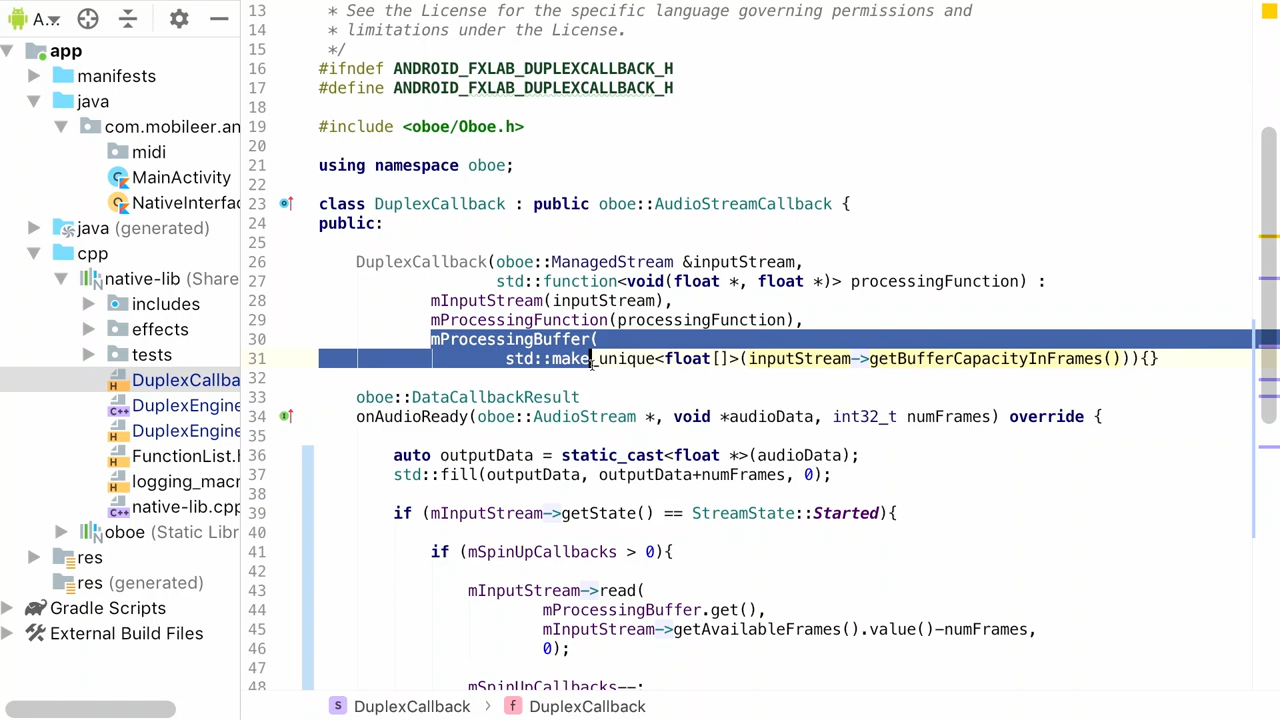 A...
app
manifests
java
com.mobileer.an
midi
MainActivity
NativeInterfac
java (generated)
cpp
native-lib (Share
includes
effects
tests
DuplexCallba
DuplexEngine
DuplexEngine
FunctionList.h
logging_macr
native-lib.cpp
oboe (Static Libr
res
res (generated)
Gradle Scripts
External Build Files
13 * See the License for the specific language governing permissions and
14 * limitations under the License.
15 */
16 #ifndef ANDROID_FXLAB_DUPLEXCALLBACK_H
17 #define ANDROID_FXLAB_DUPLEXCALLBACK_H
18
19 #include <oboe/Oboe.h>
20
21 using namespace oboe;
22
23 class DuplexCallback : public oboe::AudioStreamCallback {
24 public:
25
26 DuplexCallback(oboe::ManagedStream &inputStream,
27 std::function<void(float *, float *)> processingFunction) :
28 mInputStream(inputStream),
29 mProcessingFunction(processingFunction),
30 mProcessingBuffer(
31 std::make_unique<float[]>(inputStream->getBufferCapacityInFrames())){}
32
33 oboe::DataCallbackResult
34 onAudioReady(oboe::AudioStream *, void *audioData, int32_t numFrames) override {
35
36 auto outputData = static_cast<float *>(audioData);
37 std::fill(outputData, outputData+numFrames, 0);
38
39 if (mInputStream->getState() == StreamState::Started){
40
41 if (mSpinUpCallbacks > 0){
42
43 mInputStream->read(
44 mProcessingBuffer.get(),
45 mInputStream->getAvailableFrames().value()-numFrames,
46 0);
47
48 mSpinUpCallbacks--;
DuplexCallback › DuplexCallback